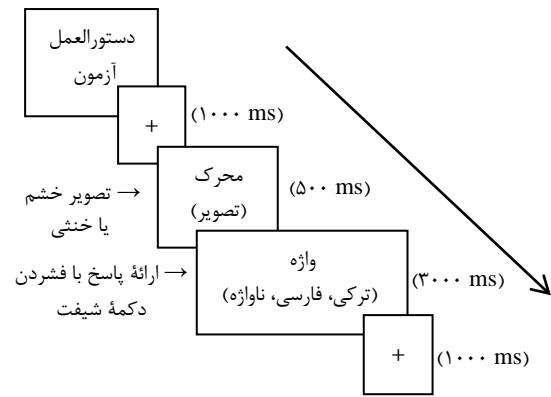 دستورالعمل
آزمون
+
(۱۰۰۰ ms)
محرک
(تصویر)
(۵۰۰ ms)
→ تصویر خشم
یا خنثی
واژه
(ترکی، فارسی، ناواژه)
(۳۰۰۰ ms)
→ ارائهٔ پاسخ با فشردن
دکمهٔ شیفت
+
(۱۰۰۰ ms)